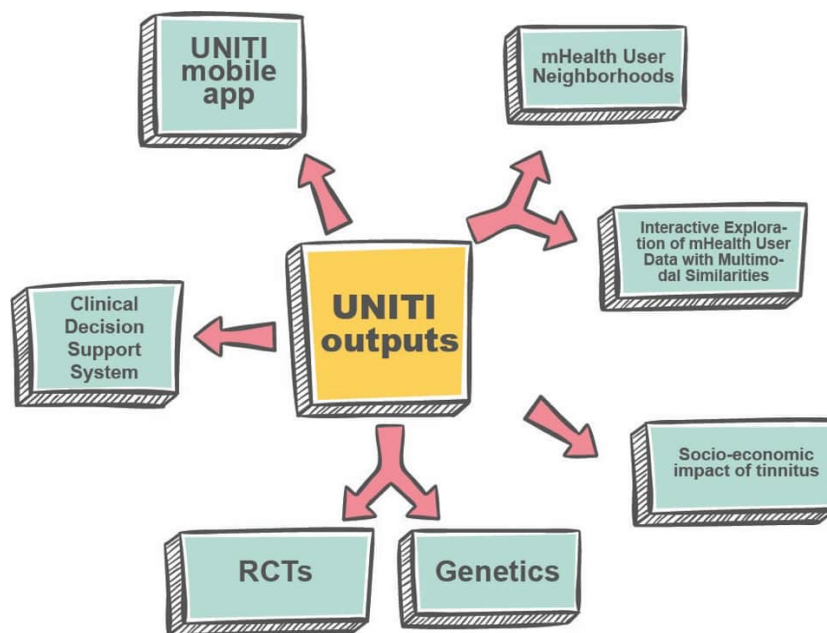 UNITI
mobile
app
mHealth User
Neighborhoods
Interactive Explora-
tion of mHealth User
Data with Multimo-
dal Similarities
Clinical
Decision
Support
System
UNITI
outputs
Socio-economic
impact of tinnitus
RCTs
Genetics